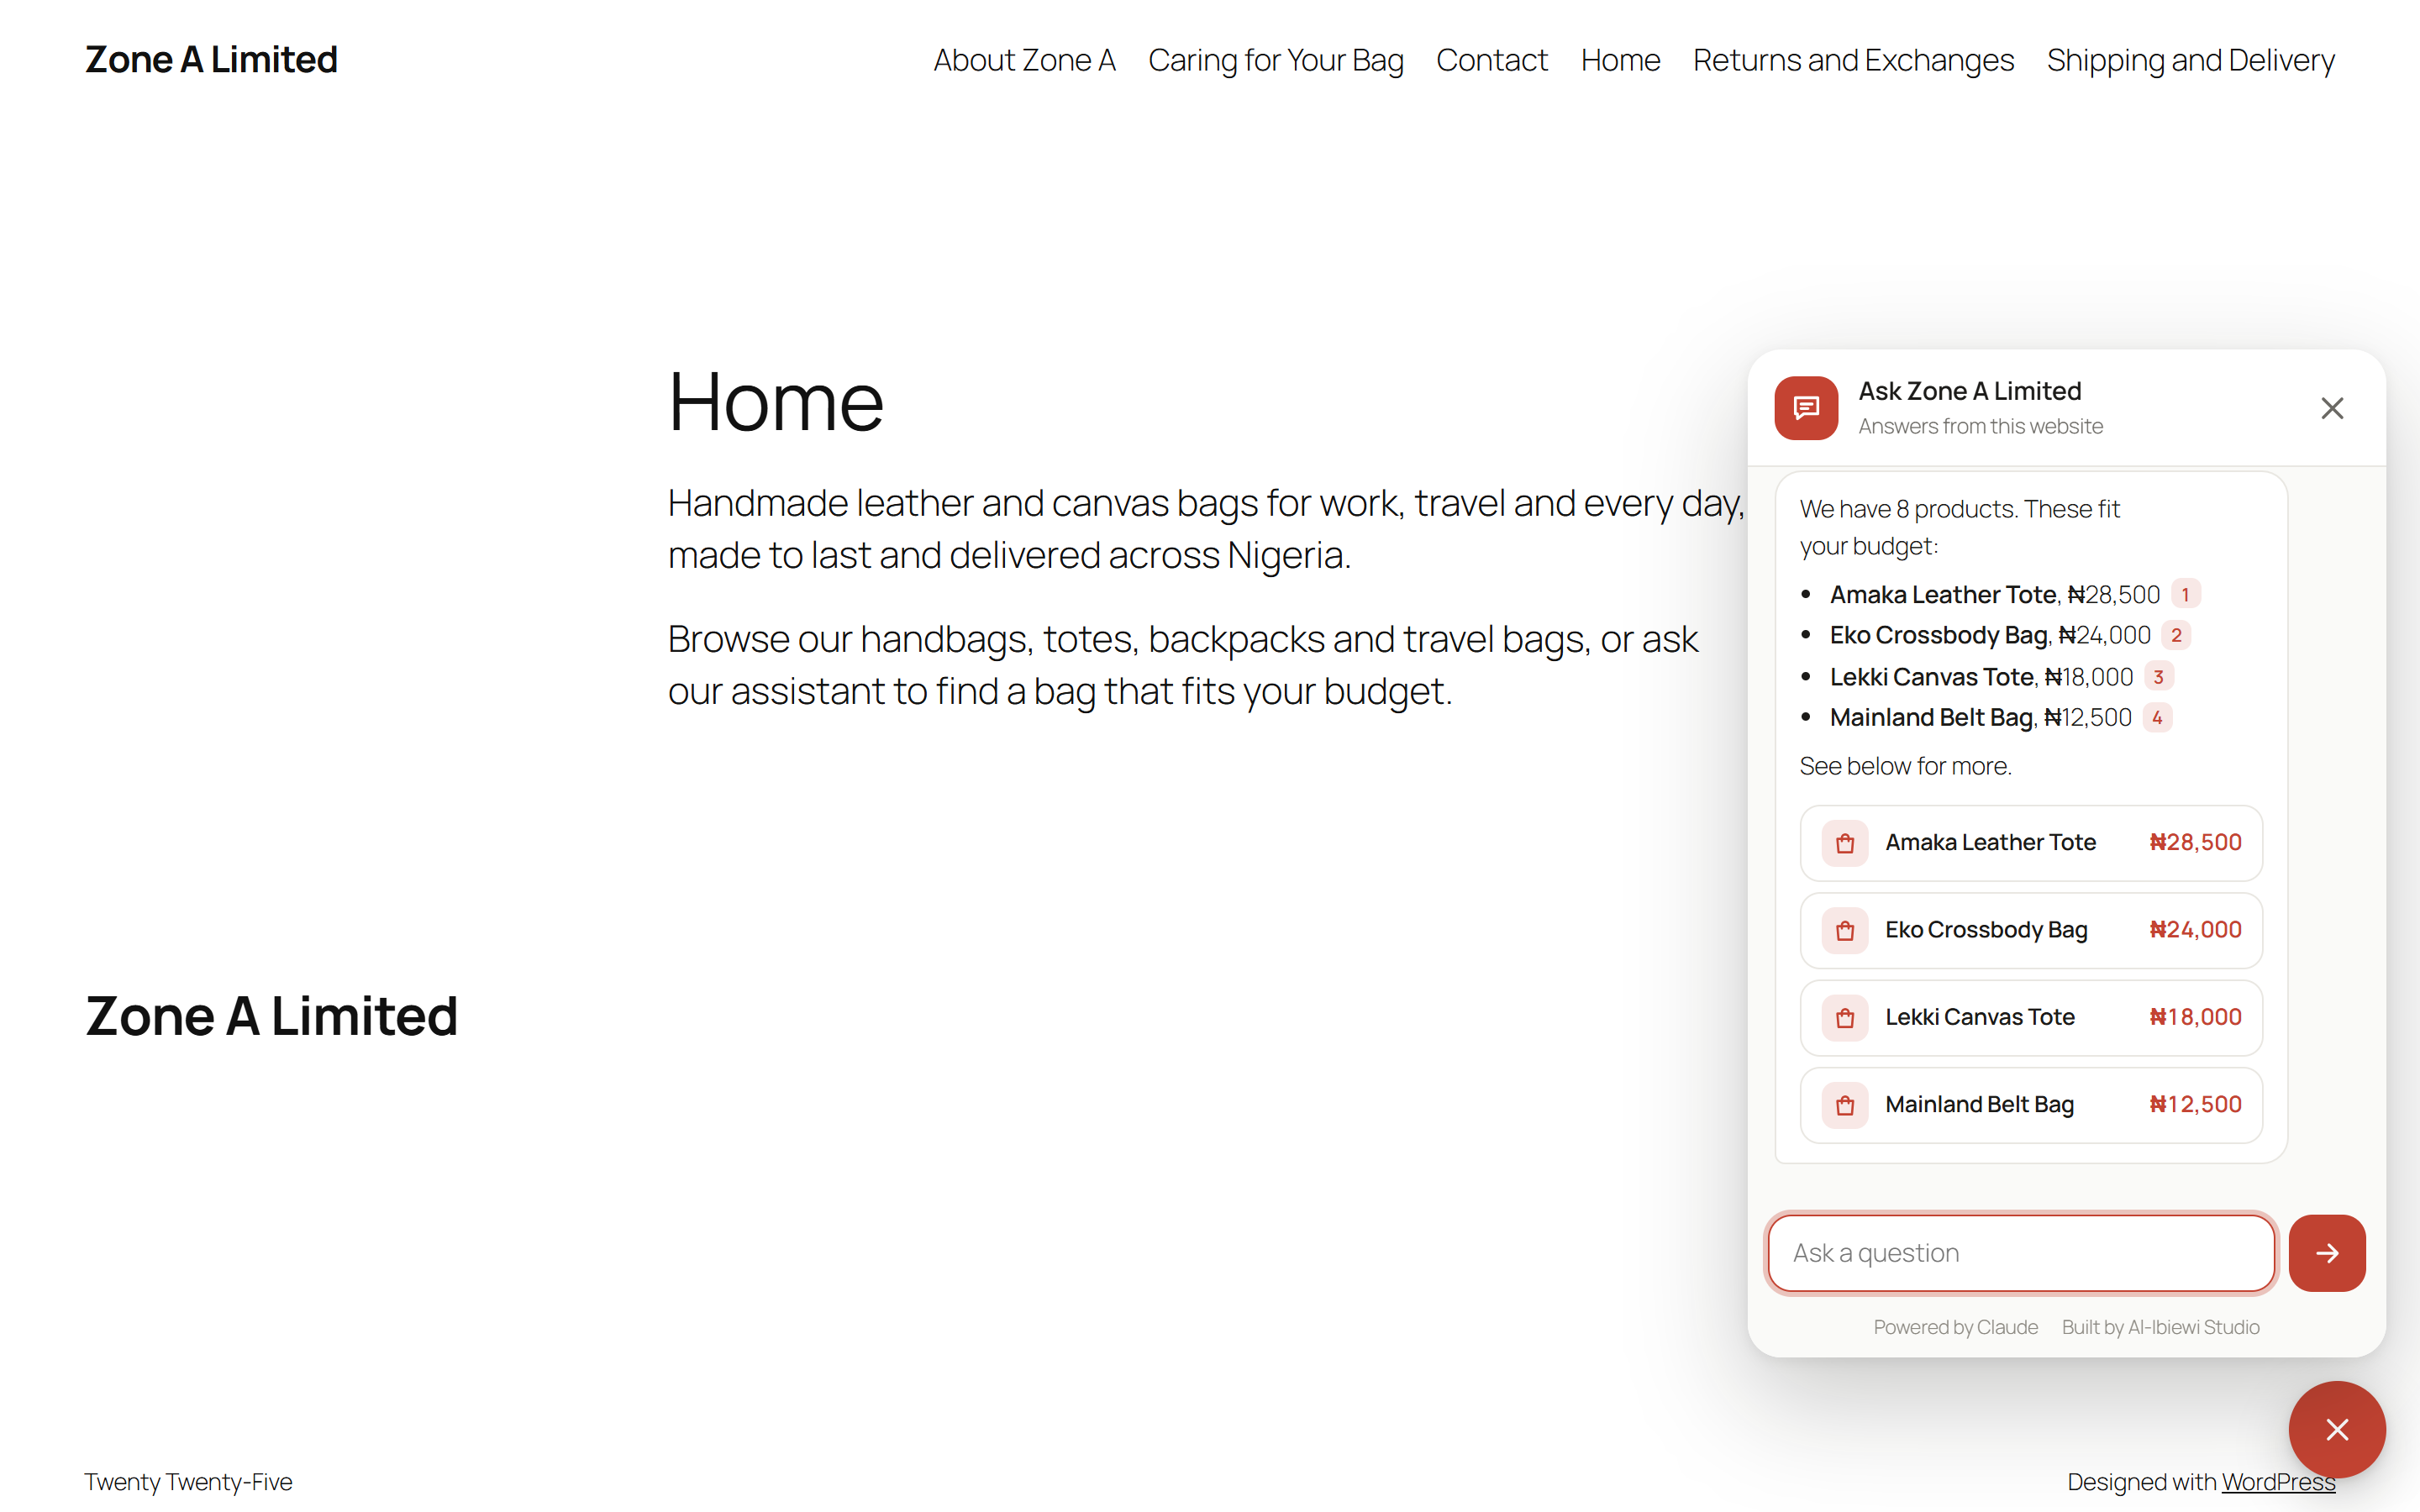 Zone A Limited
About Zone A
Caring for Your Bag
Contact
Home
Returns and Exchanges
Shipping and Delivery
Home
Handmade leather and canvas bags for work, travel and every day,
made to last and delivered across Nigeria.
Browse our handbags, totes, backpacks and travel bags, or ask
our assistant to find a bag that fits your budget.
Ask Zone A Limited
Answers from this website
We have 8 products. These fit
your budget:
• Amaka Leather Tote, ₦28,500 1
• Eko Crossbody Bag, ₦24,000 2
• Lekki Canvas Tote, ₦18,000 3
• Mainland Belt Bag, ₦12,500 4
See below for more.
Amaka Leather Tote ₦28,500
Eko Crossbody Bag ₦24,000
Lekki Canvas Tote ₦18,000
Mainland Belt Bag ₦12,500
Ask a question
Powered by Claude
Built by Al-Ibiewi Studio
Zone A Limited
Twenty Twenty-Five
Designed with WordPress